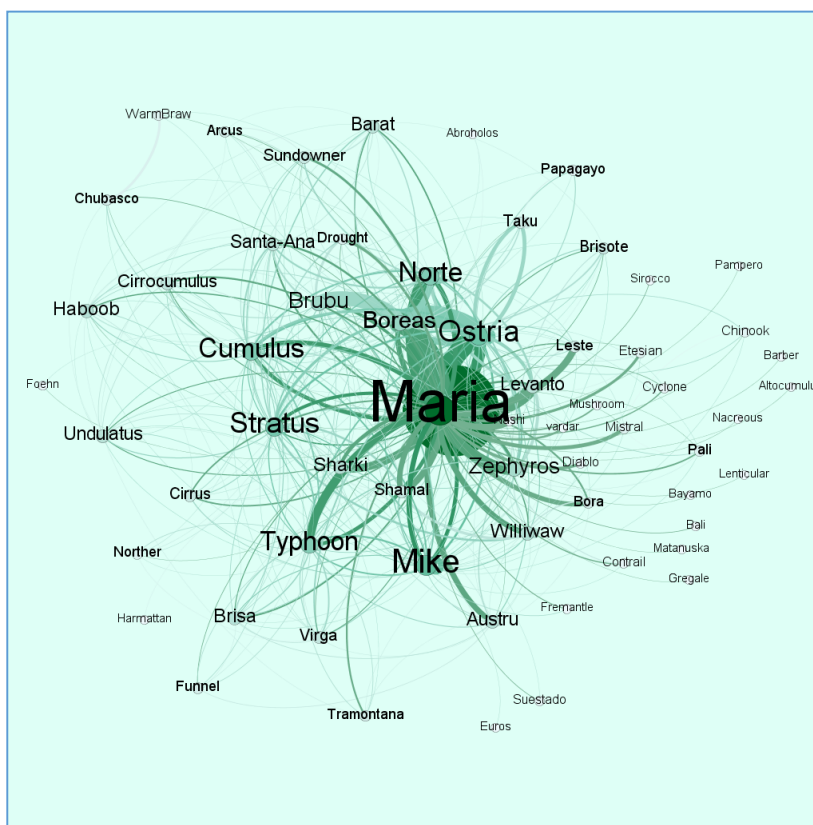 WarmBraw
Arcus
Barat
Abroholos
Sundowner
Papagayo
Chubasco
Taku
Santa-Ana
Drought
Brisote
Pampero
Norte
Cirrocumulus
Sirocco
Brubu
Haboob
Boreas
Ostria
Chinook
Cumulus
Leste
Etesian
Barber
Foehn
Levanto
Cyclone
Altocumulu
Maria
Mushroom
Nashi
Nacreous
Stratus
vardar
Mistral
Undulatus
Pali
Sharki
Zephyros
Diablo
Lenticular
Cirrus
Shamal
Bora
Bayamo
Williwaw
Bali
Typhoon
Norther
Matanuska
Mike
Contrail
Gregale
Fremantle
Harmattan
Brisa
Austru
Virga
Funnel
Suestado
Tramontana
Euros